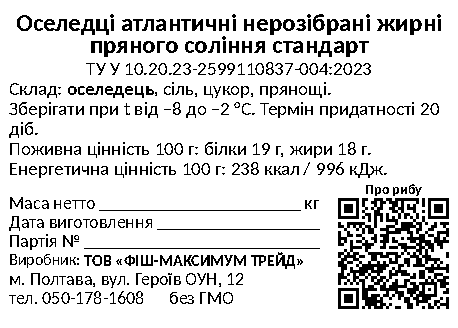 Оселедці атлантичні нерозібрані жирні
пряного соління стандарт
ТУ У 10.20.23-2599110837-004:2023
Склад: оселедець, сіль, цукор, прянощі.
Зберігати при t від –8 до –2 °С. Термін придатності 20
діб.
Поживна цінність 100 г: білки 19 г, жири 18 г.
Енергетична цінність 100 г: 238 ккал / 996 кДж.
Про рибу
Маса нетто ________________________ кг
Дата виготовлення ___________________
Партія № ___________________________
Виробник: ТОВ «ФІШ-МАКСИМУМ ТРЕЙД»
м. Полтава, вул. Героїв ОУН, 12
тел. 050-178-1608 без ГМО